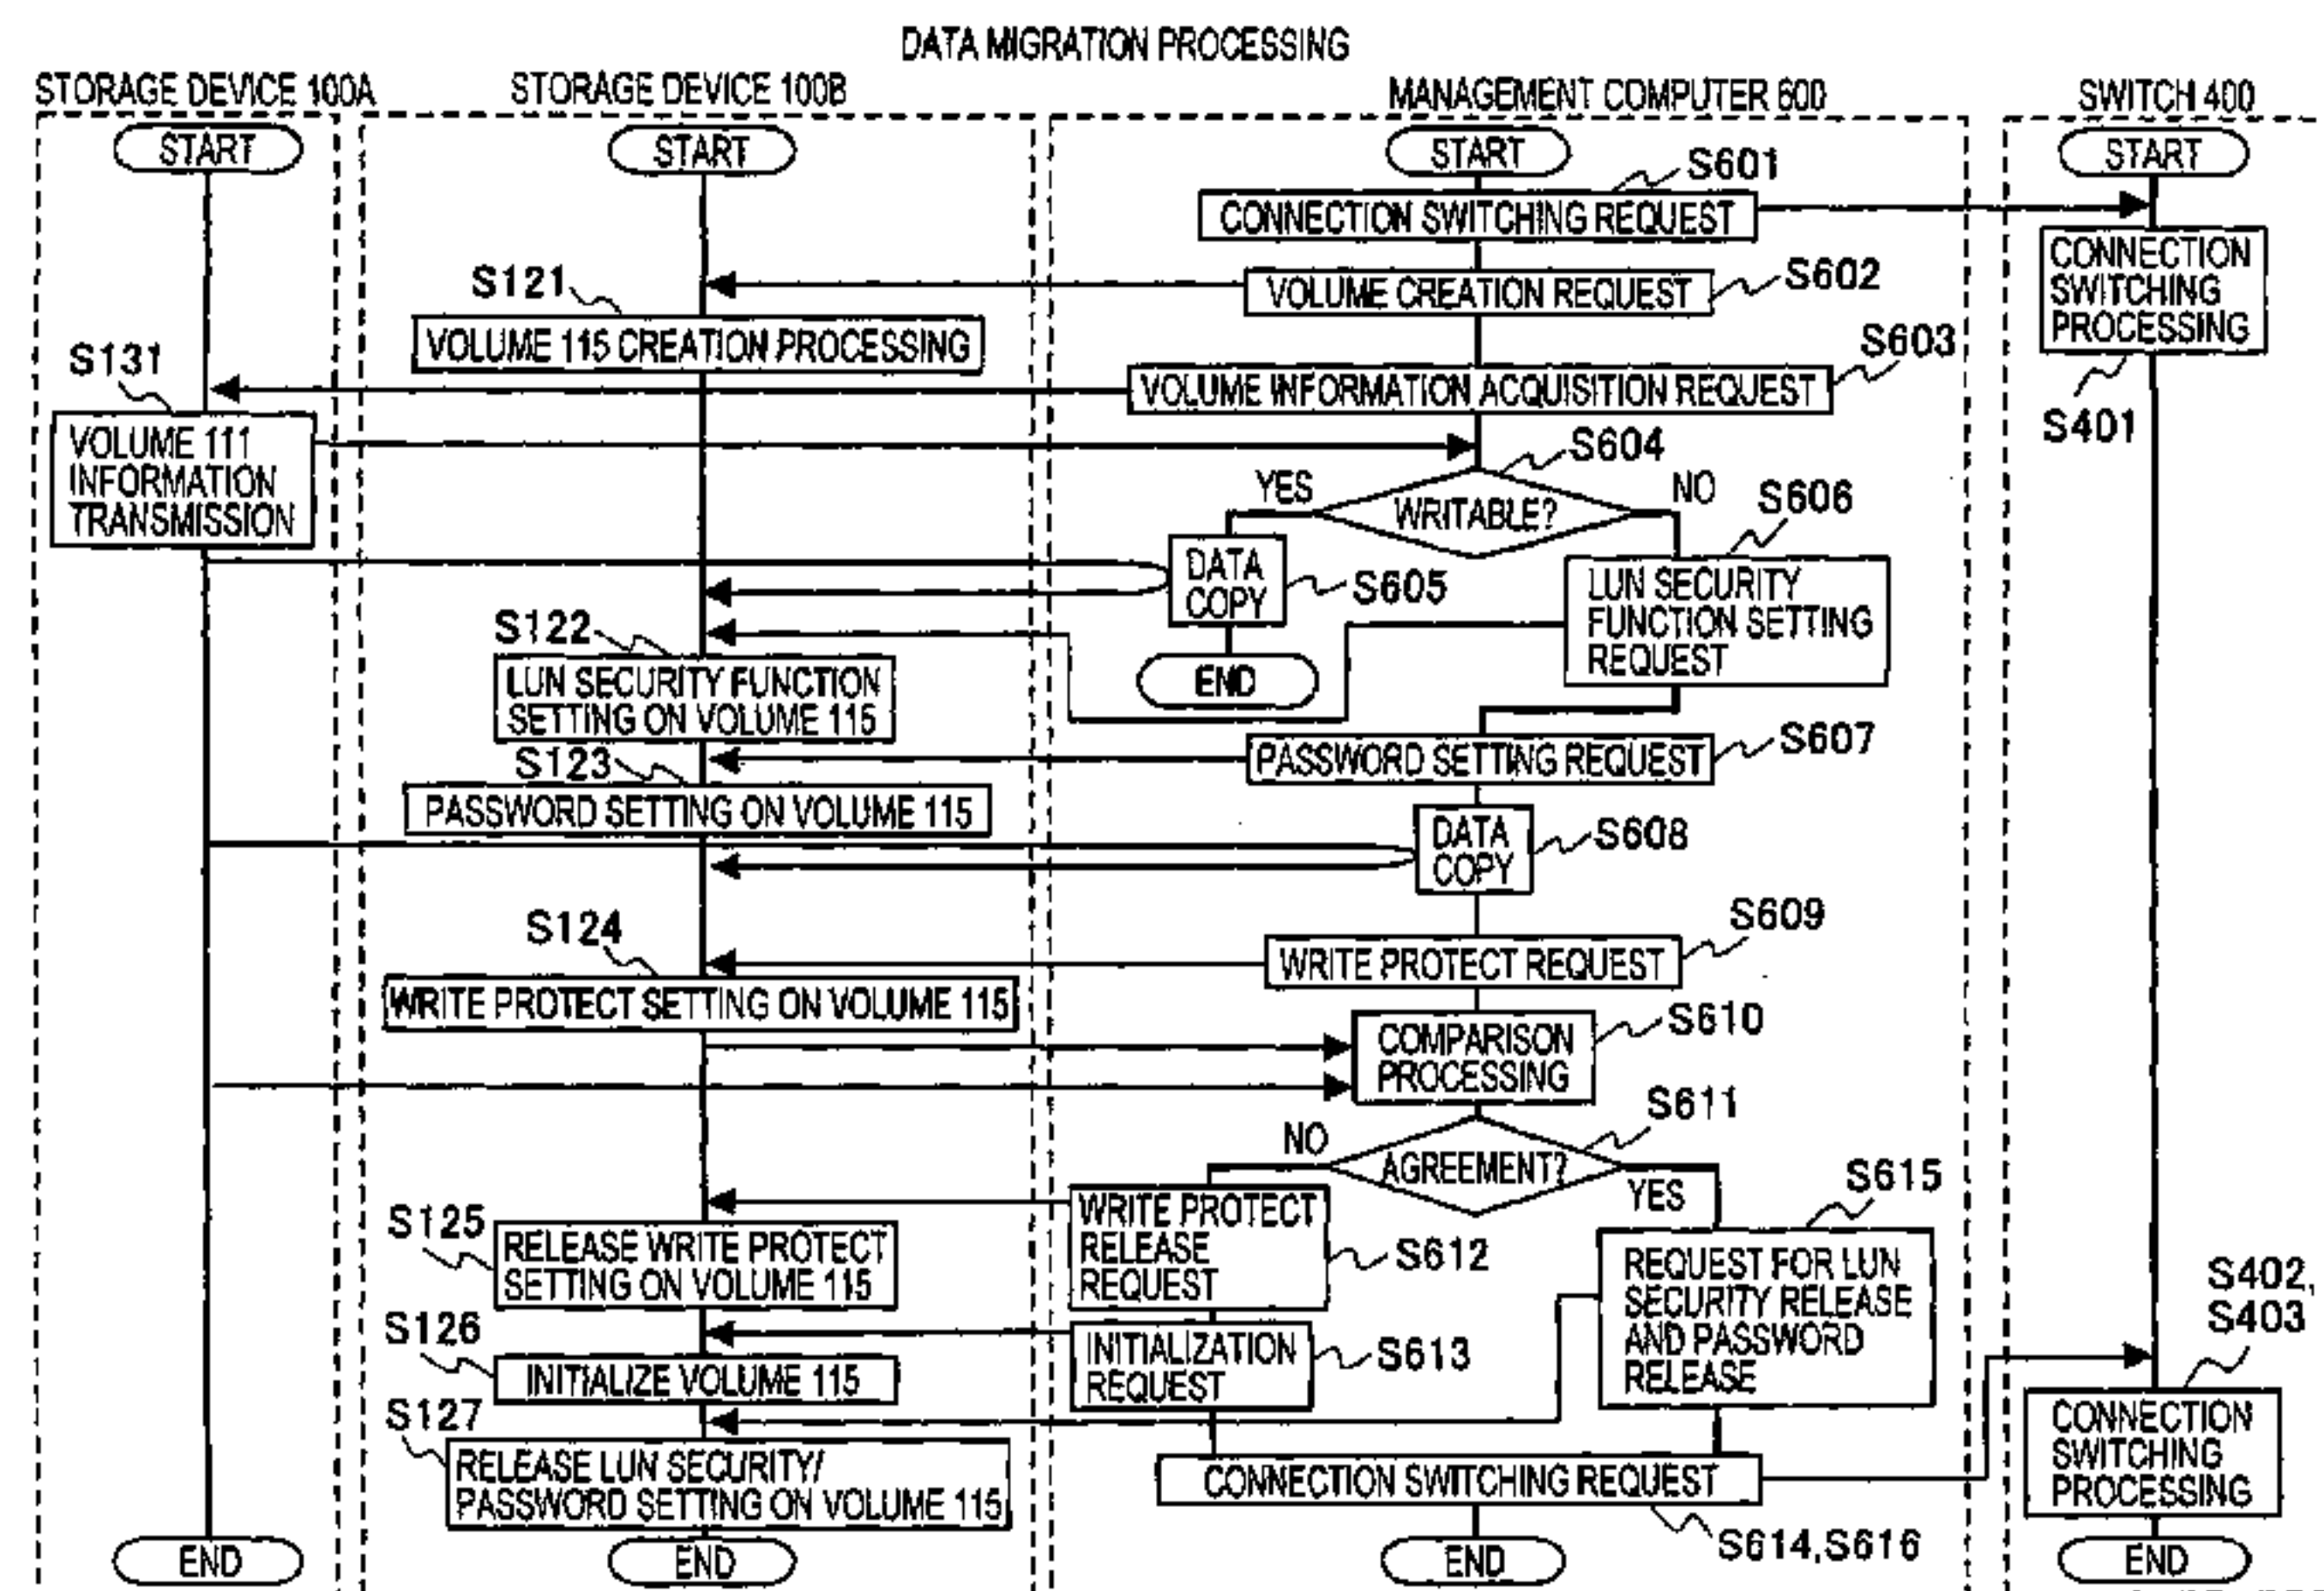 DATA MIGRATION PROCESSING
STORAGE DEVICE 100A
STORAGE DEVICE 100B
MANAGEMENT COMPUTER 600
SWITCH 400
START
START
START
START
S601
CONNECTION SWITCHING REQUEST
CONNECTION
SWITCHING
PROCESSING
S401
S121
VOLUME CREATION REQUEST
S602
VOLUME 115 CREATION PROCESSING
S603
S131
VOLUME INFORMATION ACQUISITION REQUEST
VOLUME 111
INFORMATION
TRANSMISSION
S604
YES
WRITABLE?
NO
S606
DATA
COPY
S605
END
LUN SECURITY
FUNCTION SETTING
REQUEST
S122
LUN SECURITY FUNCTION
SETTING ON VOLUME 115
S123
PASSWORD SETTING REQUEST
S607
PASSWORD SETTING ON VOLUME 115
DATA
COPY
S608
S124
S609
WRITE PROTECT REQUEST
WRITE PROTECT SETTING ON VOLUME 115
COMPARISON
PROCESSING
S610
S611
NO
AGREEMENT?
YES
S615
S125
RELEASE WRITE PROTECT
SETTING ON VOLUME 115
WRITE PROTECT
RELEASE
REQUEST
S612
REQUEST FOR LUN
SECURITY RELEASE
AND PASSWORD
RELEASE
S402,
S403
S126
INITIALIZE VOLUME 115
INITIALIZATION
REQUEST
S613
S127
RELEASE LUN SECURITY/
PASSWORD SETTING ON VOLUME 115
CONNECTION SWITCHING REQUEST
CONNECTION
SWITCHING
PROCESSING
S614,S616
END
END
END
END